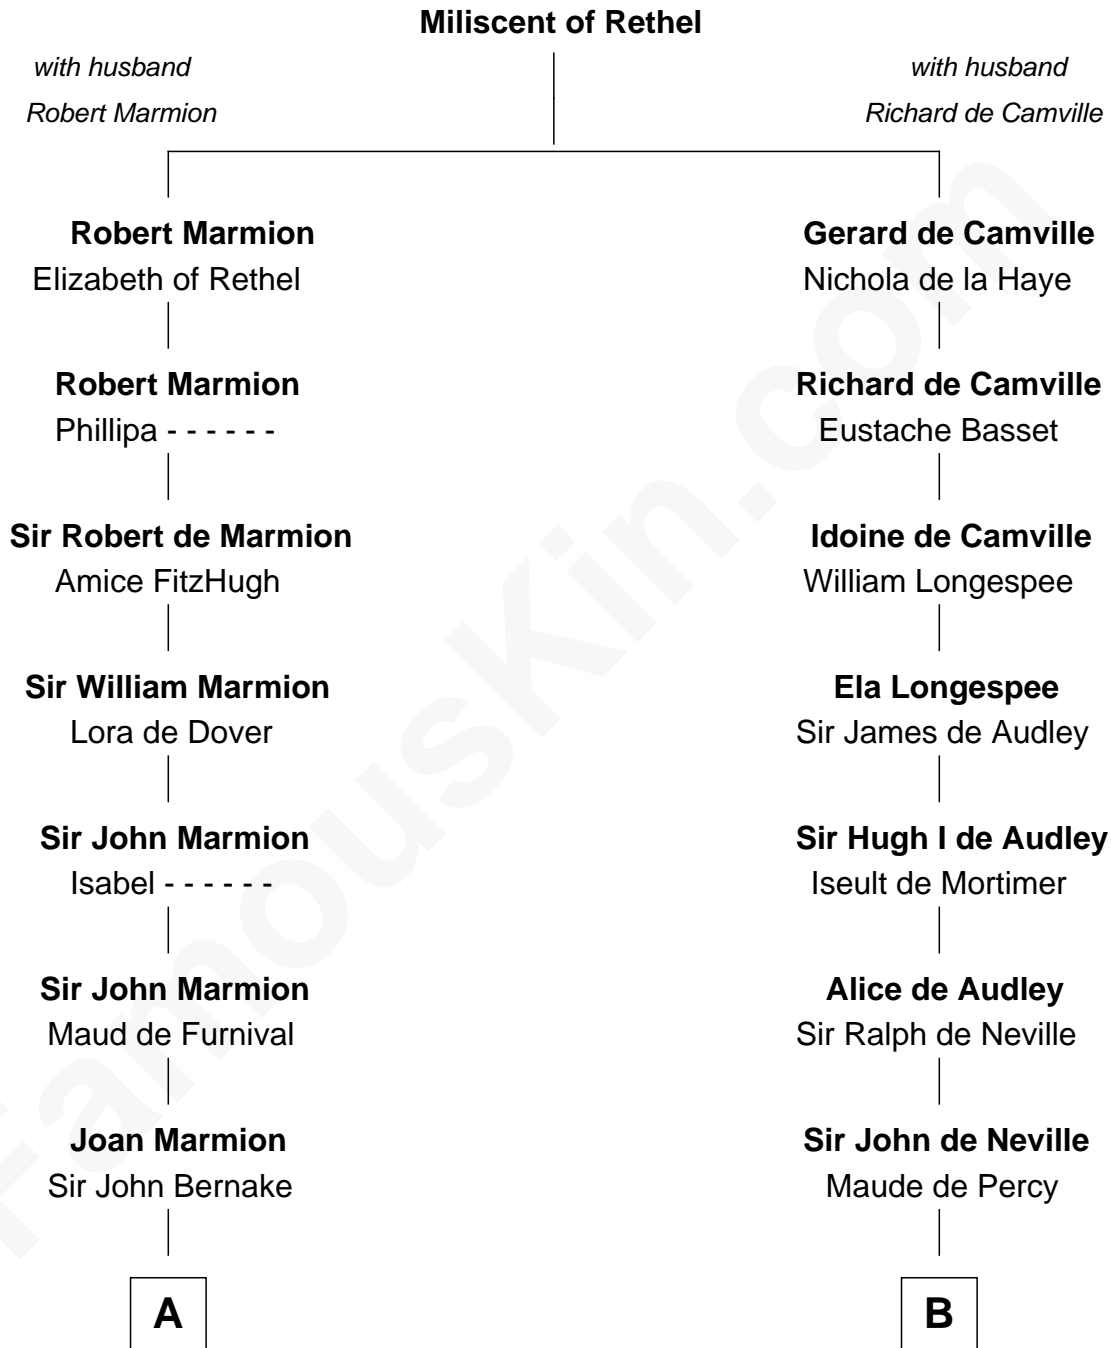 Miliscent of Rethel
with husband
Robert Marmion
with husband
Richard de Camville
Robert Marmion
Elizabeth of Rethel
Robert Marmion
Phillipa - - - - - -
Sir Robert de Marmion
Amice FitzHugh
Sir William Marmion
Lora de Dover
Sir John Marmion
Isabel - - - - - -
Sir John Marmion
Maud de Furnival
Joan Marmion
Sir John Bernake
A
Gerard de Camville
Nichola de la Haye
Richard de Camville
Eustache Basset
Idoine de Camville
William Longespee
Ela Longespee
Sir James de Audley
Sir Hugh I de Audley
Iseult de Mortimer
Alice de Audley
Sir Ralph de Neville
Sir John de Neville
Maude de Percy
B
FamousKin.com